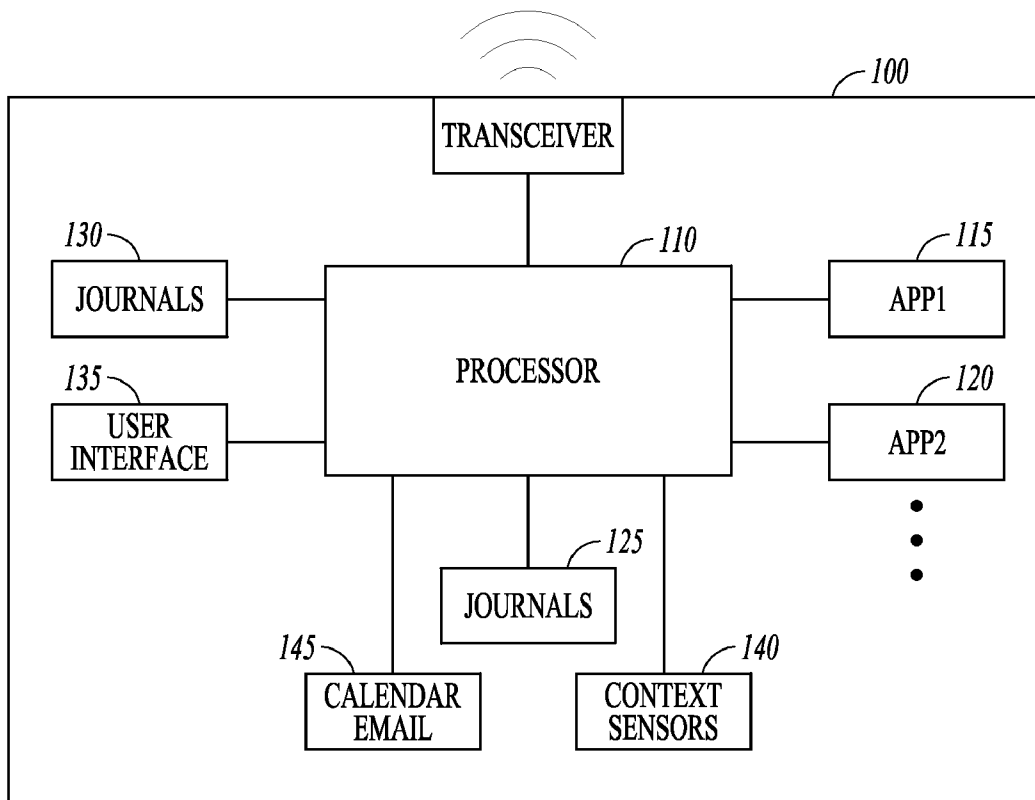 100
TRANSCEIVER
130
110
115
JOURNALS
APP1
PROCESSOR
135
120
USER
INTERFACE
APP2
125
JOURNALS
145
140
CALENDAR
EMAIL
CONTEXT
SENSORS